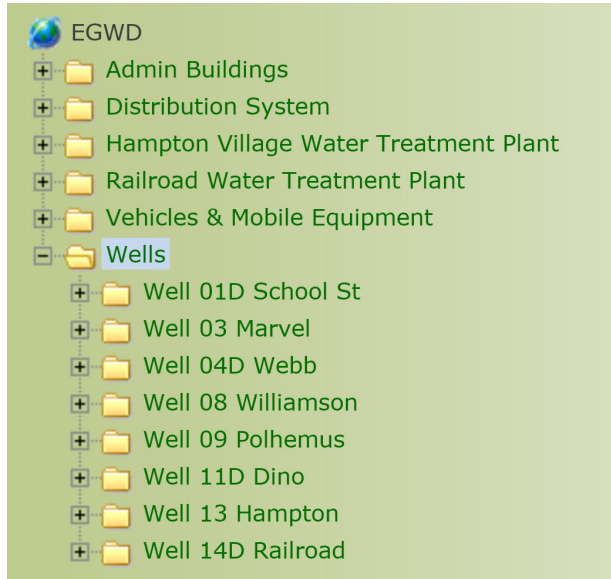 EGWD
Admin Buildings
Distribution System
Hampton Village Water Treatment Plant
Railroad Water Treatment Plant
Vehicles & Mobile Equipment
Wells
Well 01D School St
Well 03 Marvel
Well 04D Webb
Well 08 Williamson
Well 09 Polhemus
Well 11D Dino
Well 13 Hampton
Well 14D Railroad